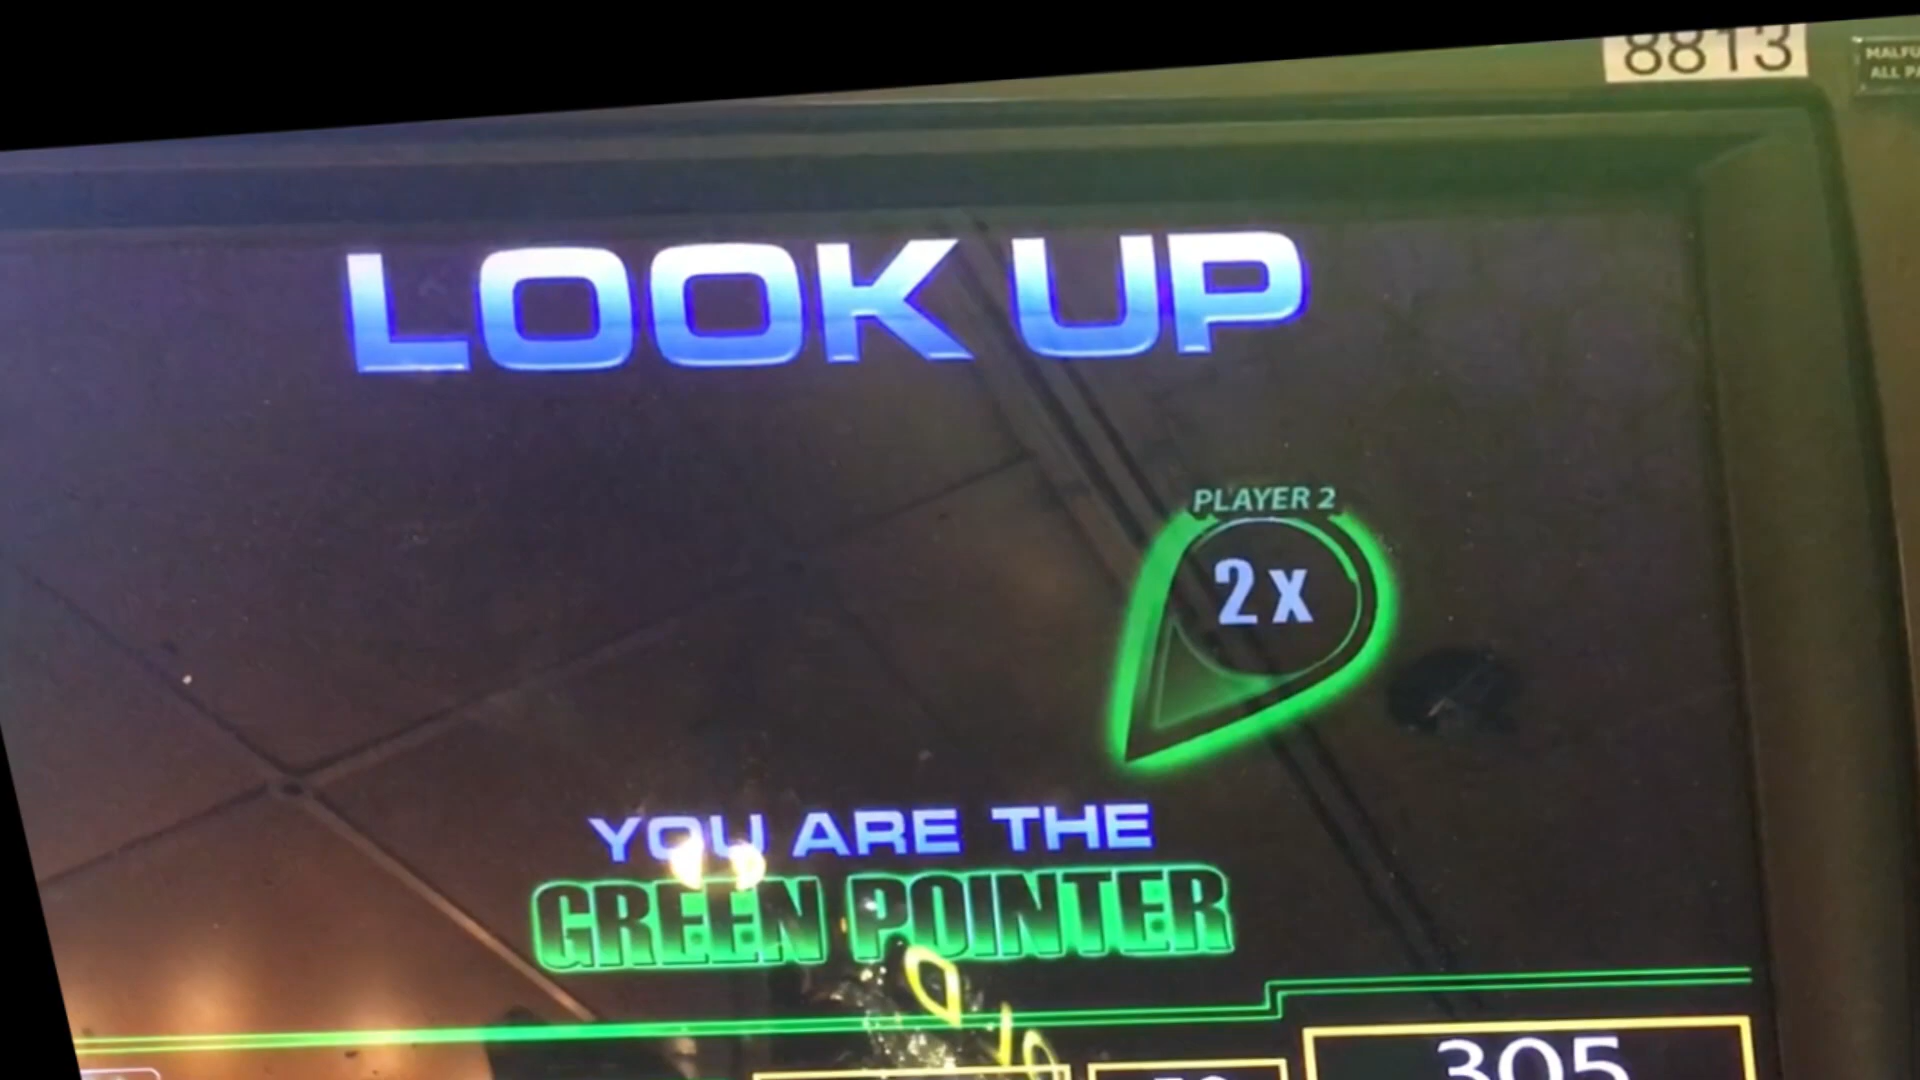 8813
LOOK UP
PLAYER 2
2x
YOU ARE THE
GREEN POINTER
305